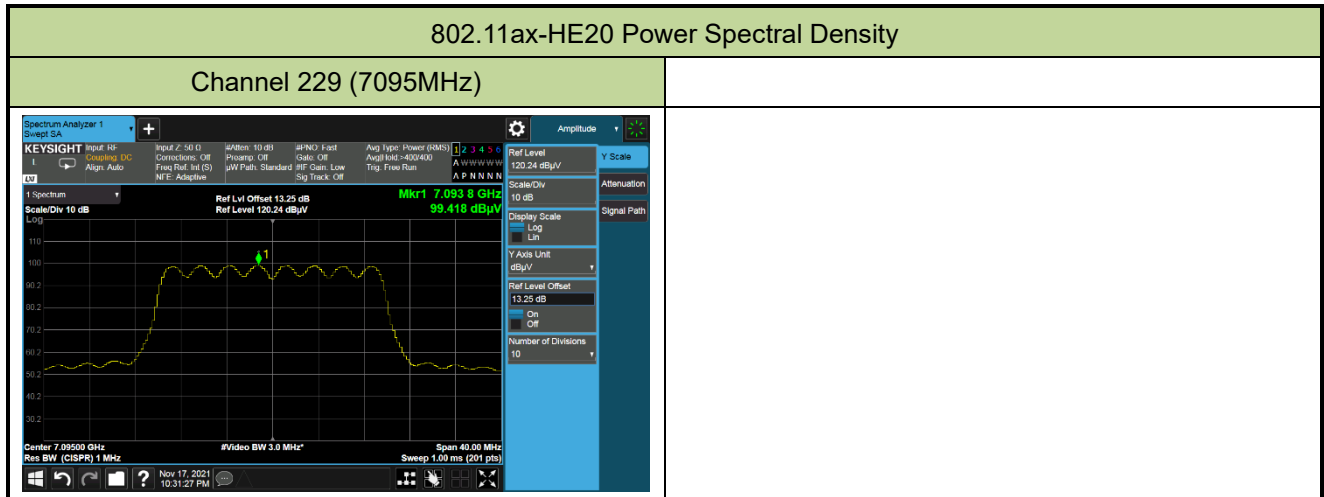 802.11ax-HE20 Power Spectral Density
Channel 229 (7095MHz)
Spectrum Analyzer 1
Swept SA
Amplitude
KEYSIGHT Input: RF
Coupling: DC
Align: Auto
Input Z: 50 Ω
Corrections: Off
Freq Ref: Int (S)
NFE: Adaptive
#Atten: 10 dB
Preamp: Off
µW Path: Standard
#PNO: Fast
Gate: Off
#IF Gain: Low
Sig Track: Off
Avg Type: Power (RMS)
Avg|Hold:>400/400
Trig: Free Run
1 2 3 4 5 6
A W W W W W
A P N N N N
LXI
1 Spectrum
Scale/Div 10 dB
Log
Ref Lvl Offset 13.25 dB
Ref Level 120.24 dBµV
Mkr1 7.093 8 GHz
99.418 dBµV
1
110
100
90.2
80.2
70.2
60.2
50.2
40.2
30.2
Center 7.09500 GHz
Res BW (CISPR) 1 MHz
#Video BW 3.0 MHz*
Span 40.00 MHz
Sweep 1.00 ms (201 pts)
Ref Level
120.24 dBµV
Scale/Div
10 dB
Display Scale
Log
Lin
Y Axis Unit
dBµV
Ref Level Offset
13.25 dB
On
Off
Number of Divisions
10
Y Scale
Attenuation
Signal Path
Nov 17, 2021
10:31:27 PM